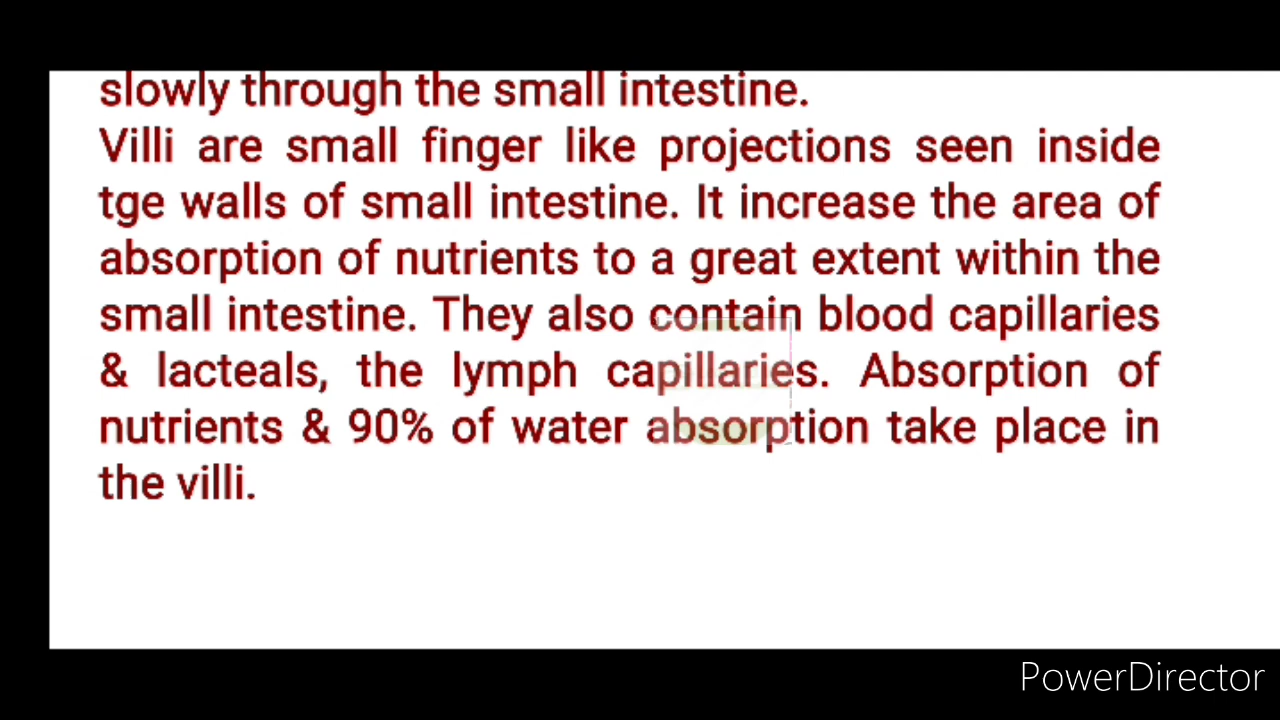 slowly through the small intestine.
Villi are small finger like projections seen inside
tge walls of small intestine. It increase the area of
absorption of nutrients to a great extent within the
small intestine. They also contain blood capillaries
& lacteals, the lymph capillaries. Absorption of
nutrients & 90% of water absorption take place in
the villi.
PowerDirector